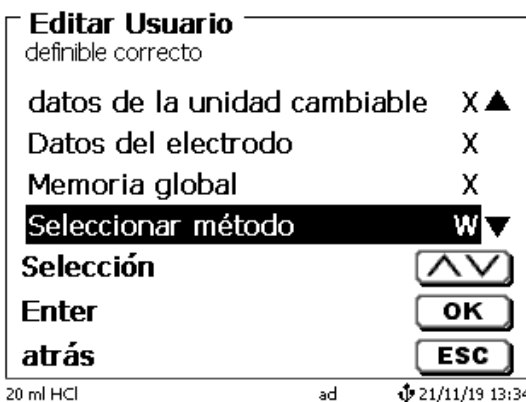 Editar Usuario
definible correcto
datos de la unidad cambiable X
Datos del electrodo X
Memoria global X
Seleccionar método W
Selección
Enter OK
atrás ESC
20 ml HCl ad 21/11/19 13:34